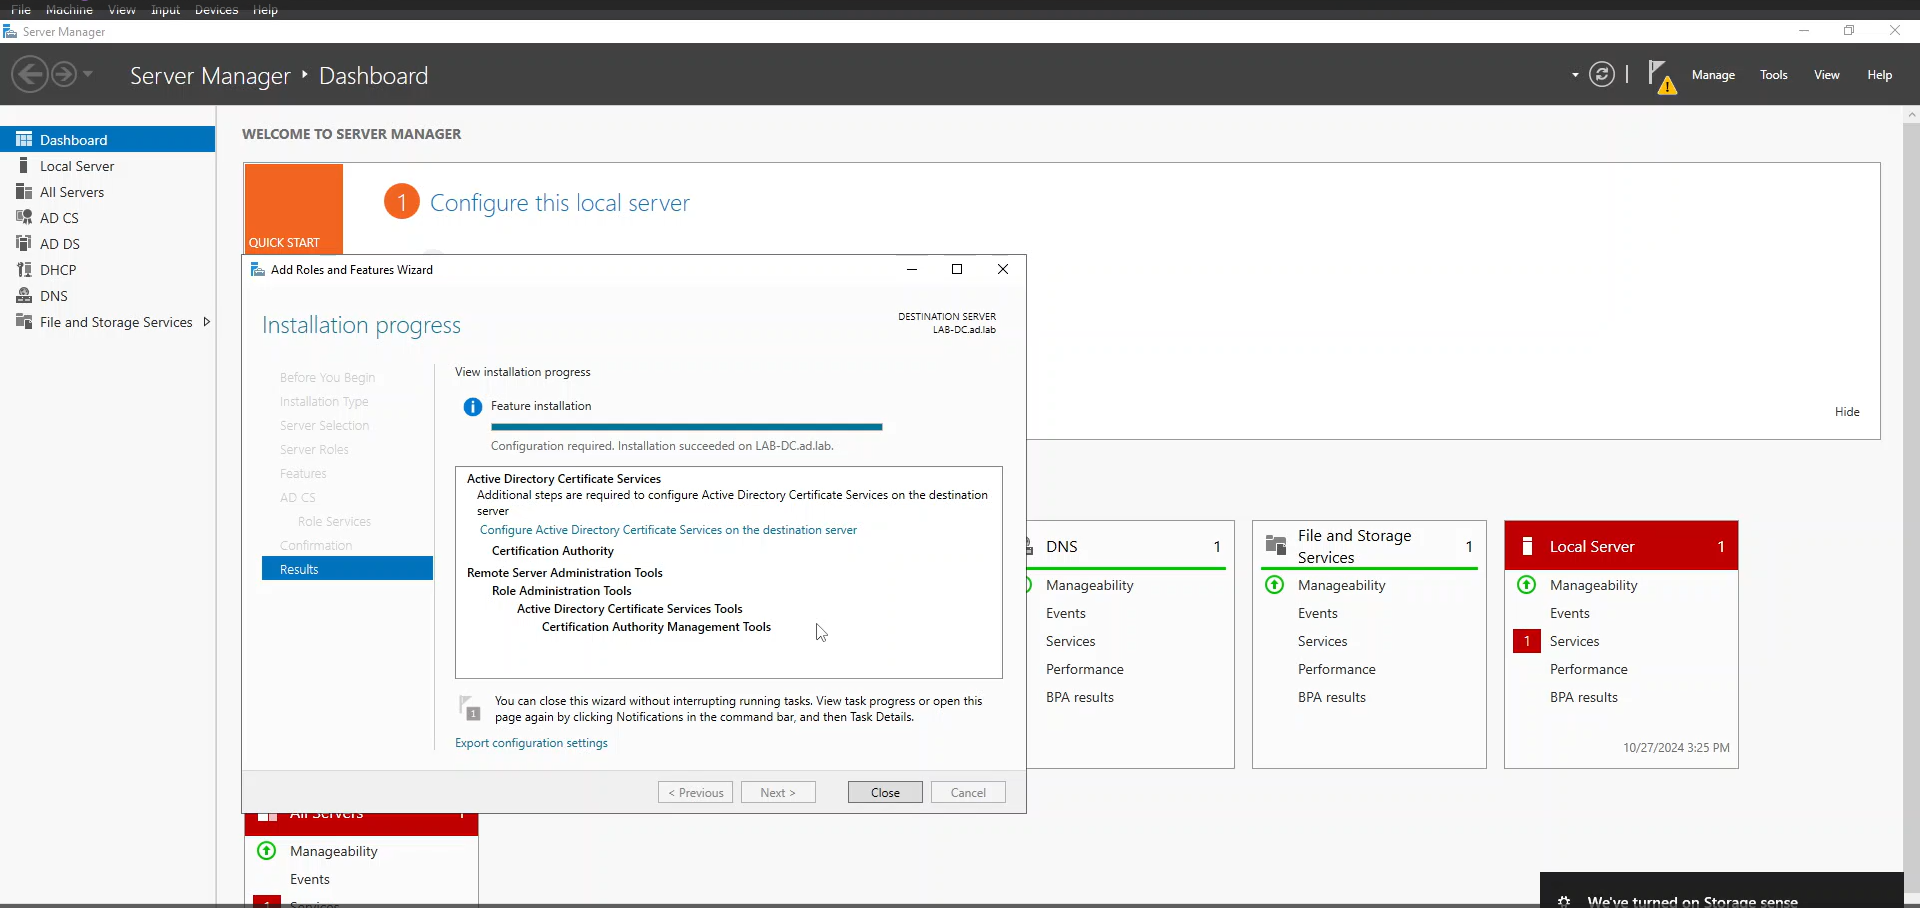 File Machine View Input Devices Help
Server Manager
Server Manager ‣ Dashboard
Manage Tools View Help
Dashboard
Local Server
All Servers
AD CS
AD DS
DHCP
DNS
File and Storage Services
WELCOME TO SERVER MANAGER
QUICK START
1 Configure this local server
Hide
Add Roles and Features Wizard
Installation progress
DESTINATION SERVER
LAB-DC.ad.lab
Before You Begin
Installation Type
Server Selection
Server Roles
Features
AD CS
Role Services
Confirmation
Results
View installation progress
Feature installation
Configuration required. Installation succeeded on LAB-DC.ad.lab.
Active Directory Certificate Services
Additional steps are required to configure Active Directory Certificate Services on the destination
server
Configure Active Directory Certificate Services on the destination server
Certification Authority
Remote Server Administration Tools
Role Administration Tools
Active Directory Certificate Services Tools
Certification Authority Management Tools
1
You can close this wizard without interrupting running tasks. View task progress or open this
page again by clicking Notifications in the command bar, and then Task Details.
Export configuration settings
< Previous Next > Close Cancel
DNS 1
Manageability
Events
Services
Performance
BPA results
File and Storage
Services 1
Manageability
Events
Services
Performance
BPA results
Local Server 1
Manageability
Events
1 Services
Performance
BPA results
10/27/2024 3:25 PM
All Servers 1
Manageability
Events
1 Services
We've turned on Storage sense